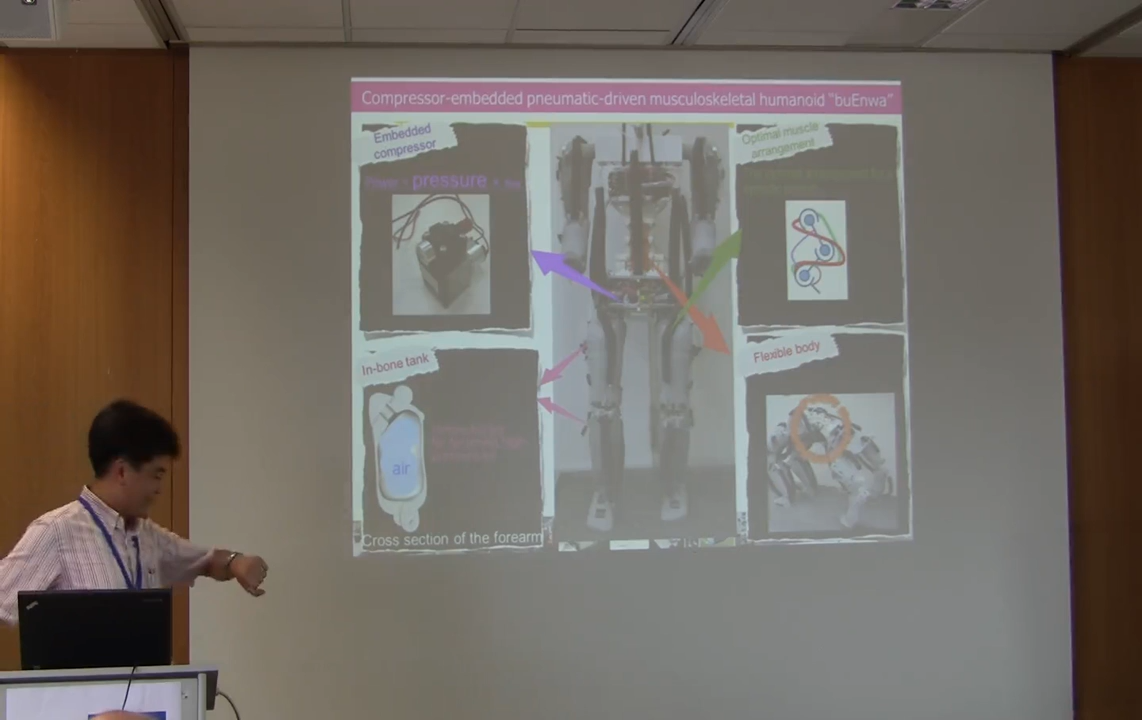 Compressor-embedded pneumatic-driven musculoskeletal humanoid "buEnwa"
Embedded
compressor
pressure
Optimal muscle
arrangement
In-bone tank
air
Cross section of the forearm
Flexible body